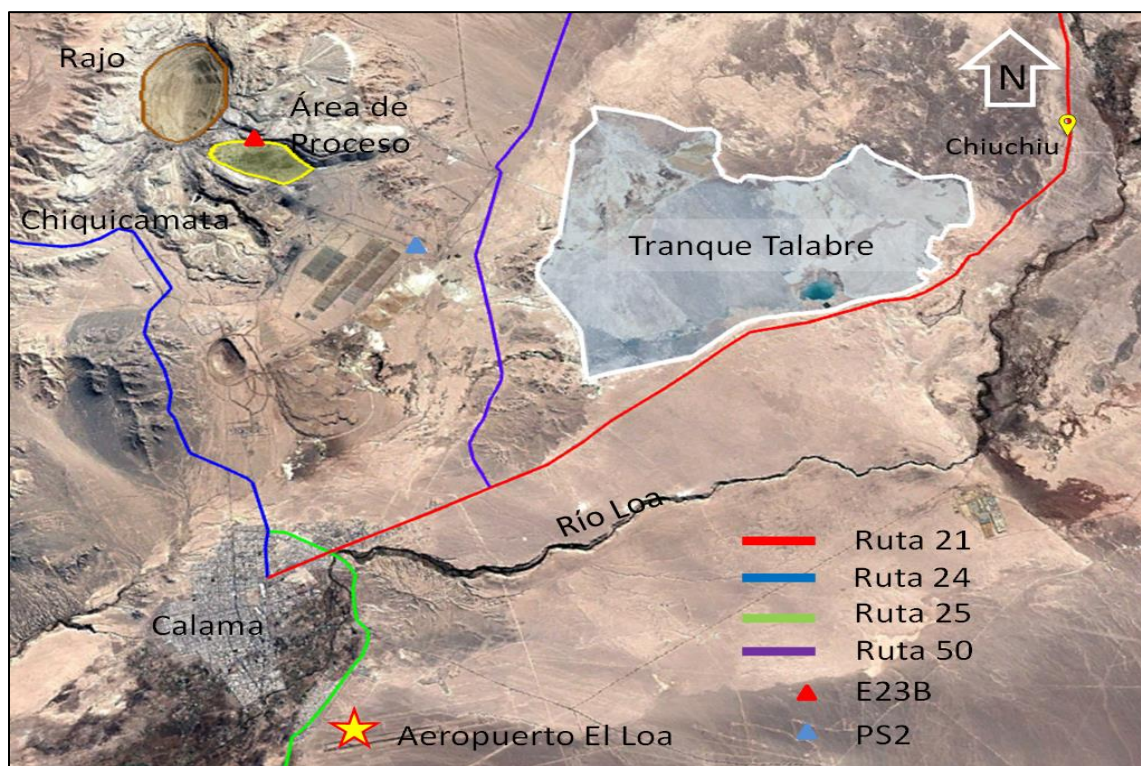 Rajo
N
Área de
Proceso
Chiuchiu
Chiquicamata
Tranque Talabre
Río Loa
Ruta 21
Ruta 24
Calama
Ruta 25
Ruta 50
E23B
Aeropuerto El Loa
PS2